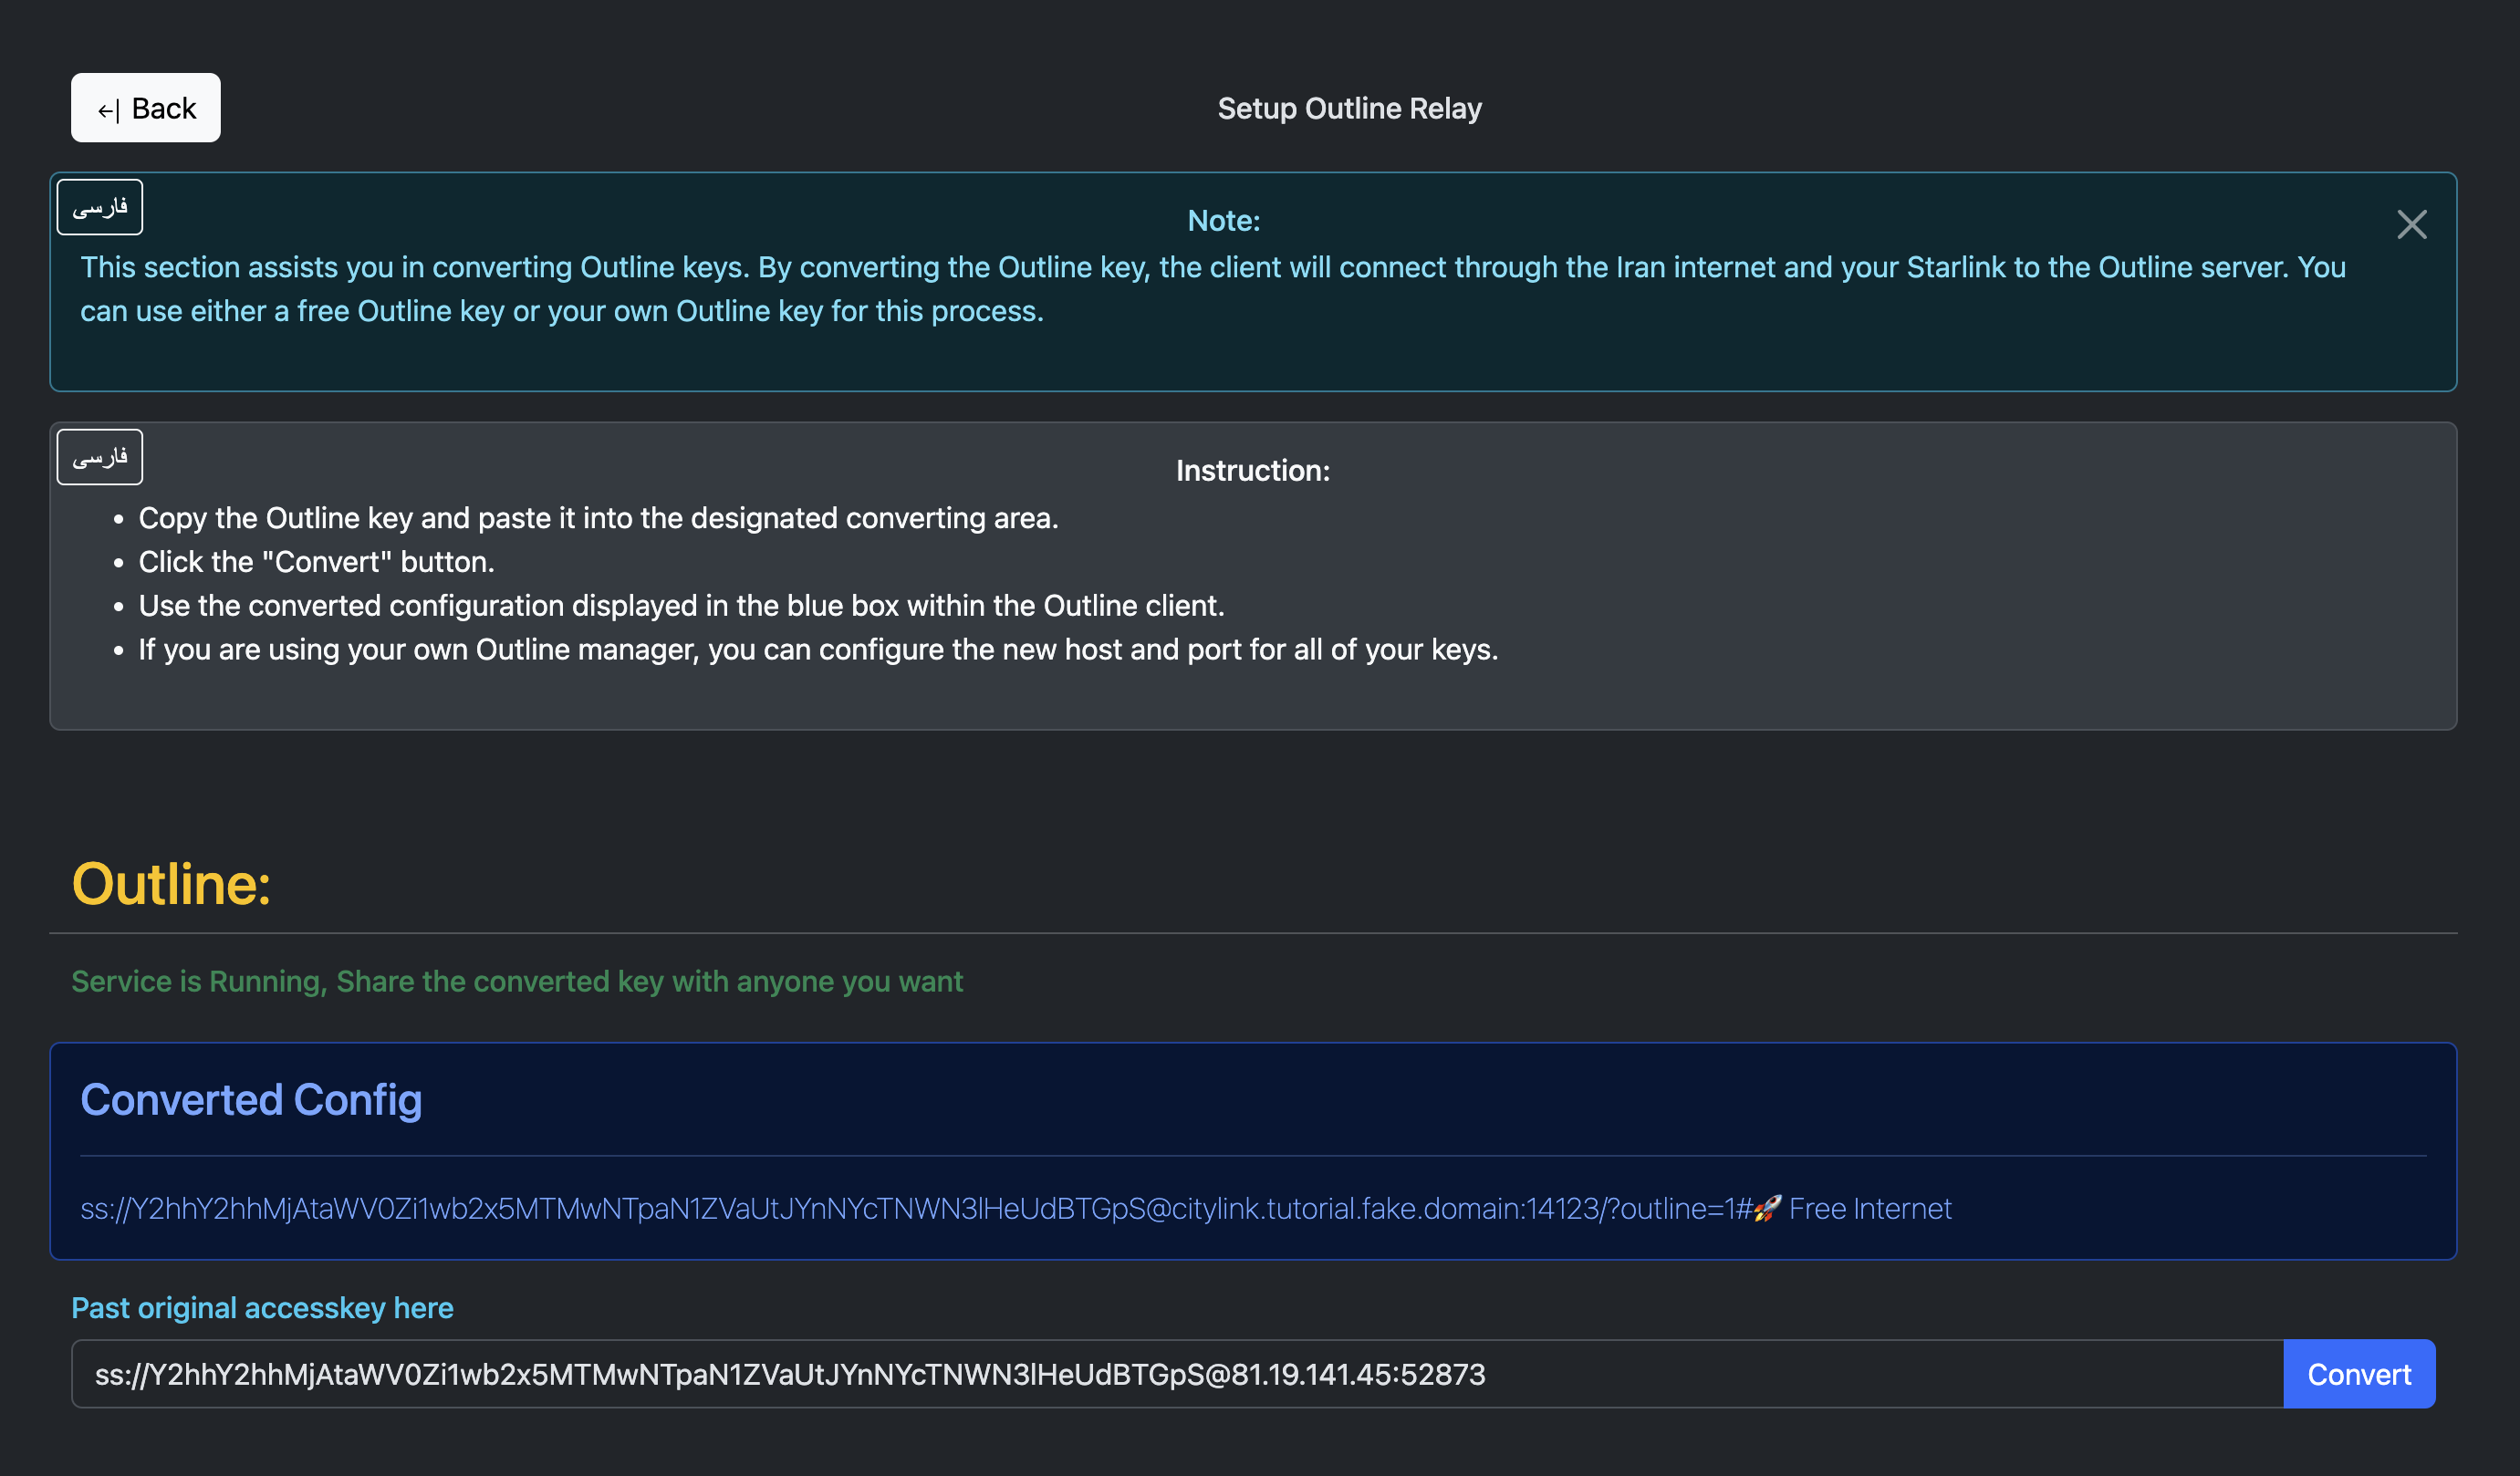 ←| Back
Setup Outline Relay
فارسی
Note:
This section assists you in converting Outline keys. By converting the Outline key, the client will connect through the Iran internet and your Starlink to the Outline server. You
can use either a free Outline key or your own Outline key for this process.
فارسی
Instruction:
• Copy the Outline key and paste it into the designated converting area.
• Click the "Convert" button.
• Use the converted configuration displayed in the blue box within the Outline client.
• If you are using your own Outline manager, you can configure the new host and port for all of your keys.
Outline:
Service is Running, Share the converted key with anyone you want
Converted Config
ss://Y2hhY2hhMjAtaWV0Zi1wb2x5MTMwNTpaN1ZVaUtJYnNYcTNWN3lHeUdBTGpS@citylink.tutorial.fake.domain:14123/?outline=1#🚀 Free Internet
Past original accesskey here
ss://Y2hhY2hhMjAtaWV0Zi1wb2x5MTMwNTpaN1ZVaUtJYnNYcTNWN3lHeUdBTGpS@81.19.141.45:52873
Convert